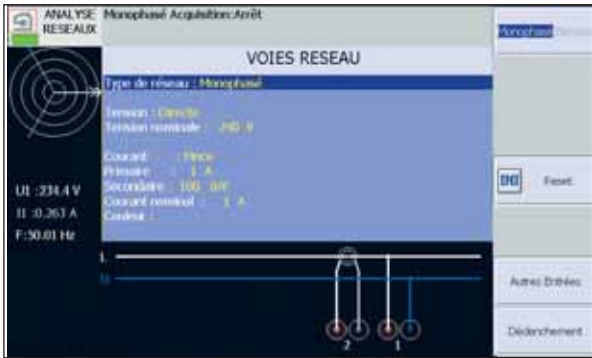 ANALYSE
RESEAUX
Monophasé Acquisition:Arrêt
Monophasé
VOIES RESEAU
Type de réseau : Monophasé
Tension : Directe
Tension nominale : 240 V
Courant : Pince
Primaire : 1 A
Secondaire : 100 mV
Courant nominal : 1 A
Couleur :
U1 :234.4 V
I1 :0.263 A
F:50.01 Hz
Reset
L
N
Autres Entrées
Déclenchement
2
1